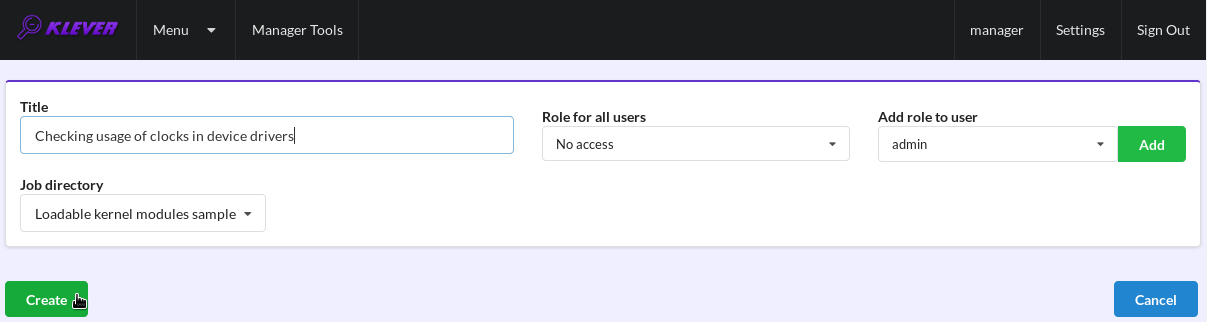 KLEVER Menu Manager Tools manager Settings Sign Out
Title
Checking usage of clocks in device drivers
Role for all users
No access
Add role to user
admin
Add
Job directory
Loadable kernel modules sample
Create
Cancel